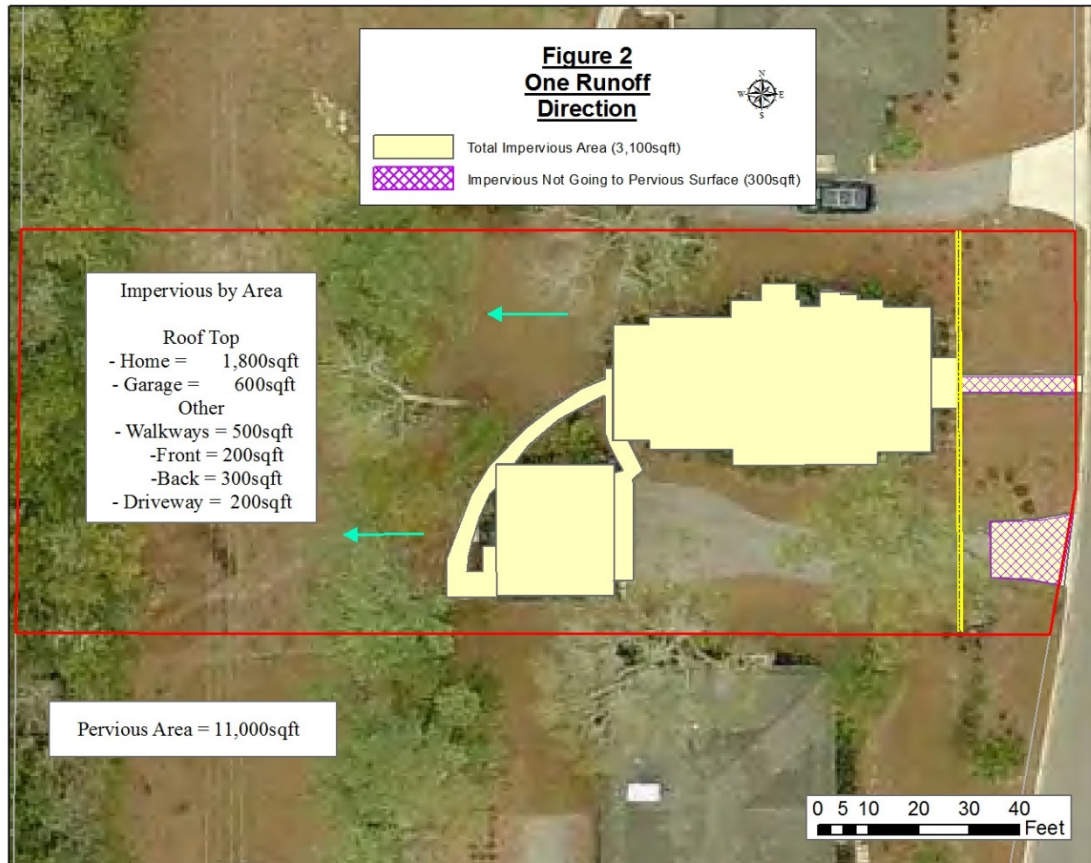 Figure 2
One Runoff
Direction
N
W E
S
Total Impervious Area (3,100sqft)
Impervious Not Going to Pervious Surface (300sqft)
Impervious by Area
Roof Top
- Home = 1,800sqft
- Garage = 600sqft
Other
- Walkways = 500sqft
-Front = 200sqft
-Back = 300sqft
- Driveway = 200sqft
Pervious Area = 11,000sqft
0 5 10 20 30 40
Feet